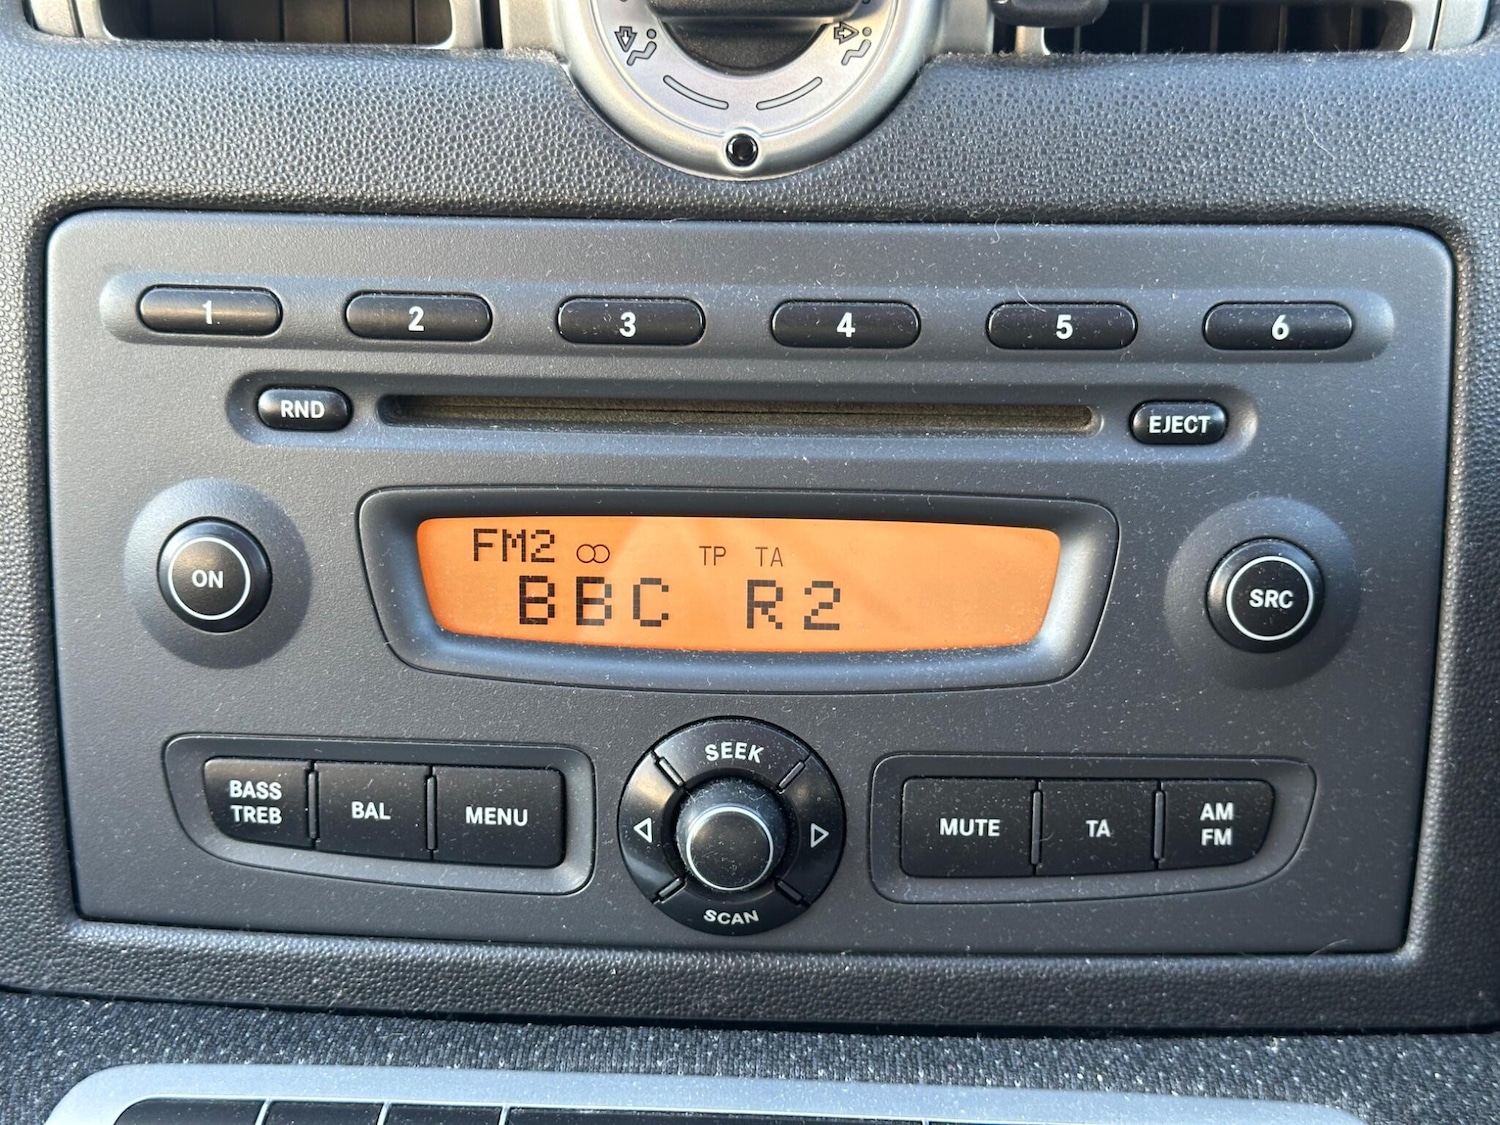 1 2 3 4 5 6
RND EJECT
FM2 TP TA
BBC R2
ON
SRC
BASS
TREB
BAL
MENU
SEEK
SCAN
MUTE
TA
AM
FM